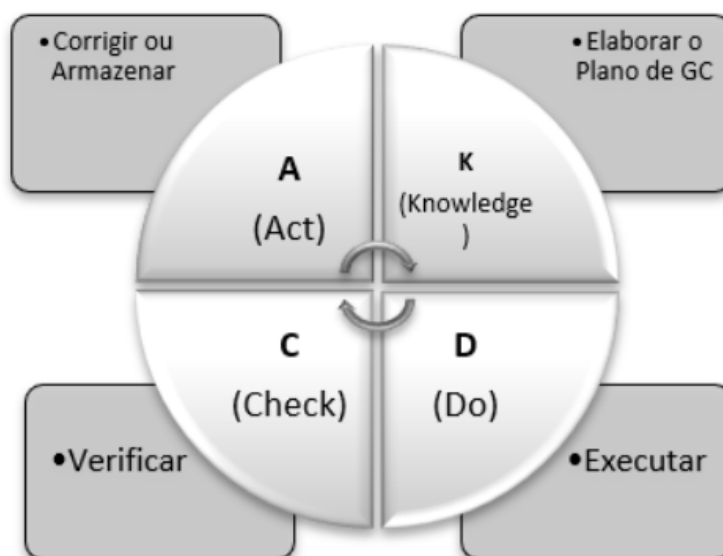 •Corrigir ou
Armazenar
•Elaborar o
Plano de GC
A
(Act)
K
(Knowledge
)
C
(Check)
D
(Do)
•Verificar
•Executar